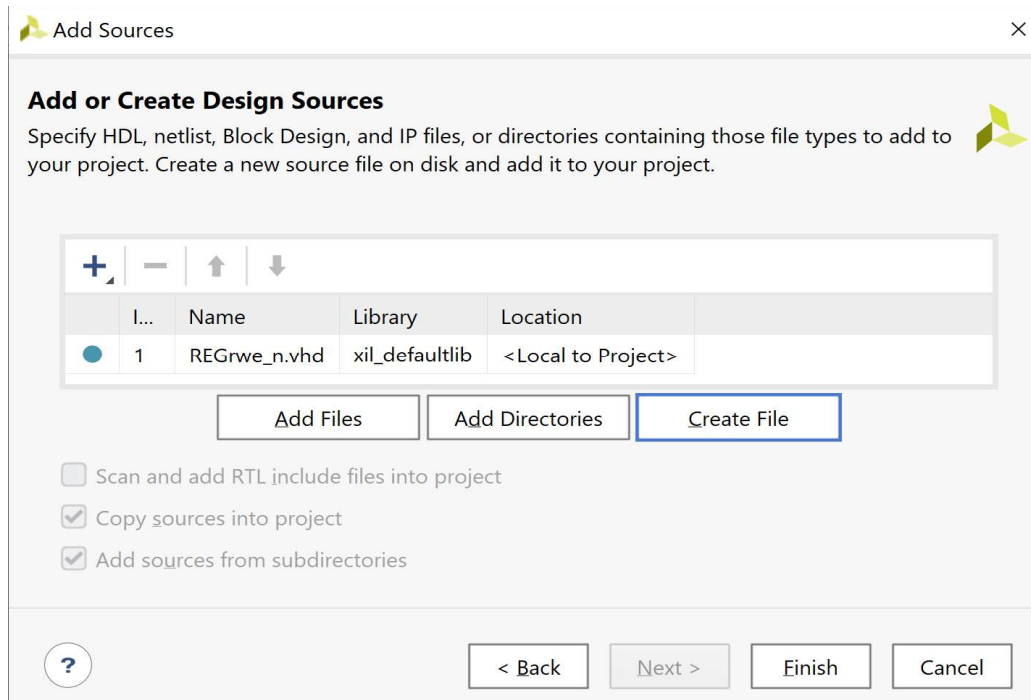 Add Sources
Add or Create Design Sources
Specify HDL, netlist, Block Design, and IP files, or directories containing those file types to add to
your project. Create a new source file on disk and add it to your project.
I... Name Library Location
1 REGrwe_n.vhd xil_defaultlib <Local to Project>
Add Files Add Directories Create File
Scan and add RTL include files into project
Copy sources into project
Add sources from subdirectories
? < Back Next > Finish Cancel